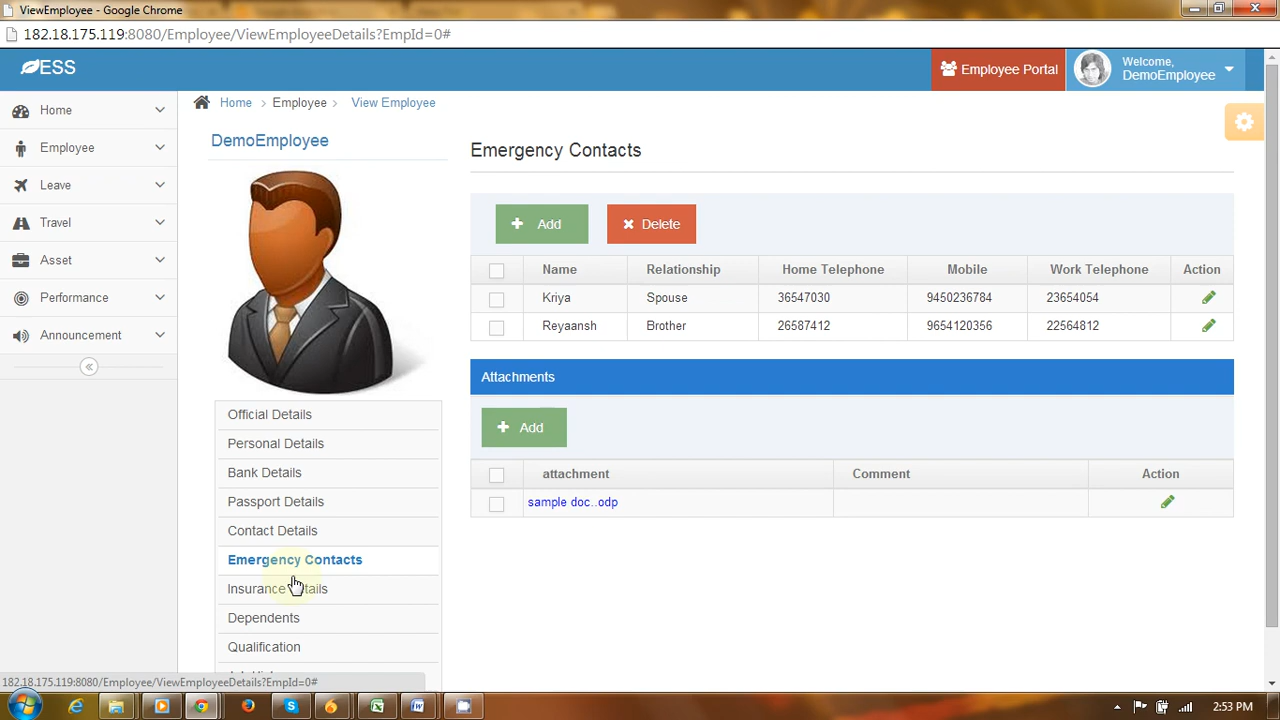 ViewEmployee - Google Chrome
182.18.175.119:8080/Employee/ViewEmployeeDetails?EmpId=0#
ESS
Employee Portal
Welcome,
DemoEmployee
Home
Employee
Leave
Travel
Asset
Performance
Announcement
Home > Employee > View Employee
DemoEmployee
Official Details
Personal Details
Bank Details
Passport Details
Contact Details
Emergency Contacts
Insurance Details
Dependents
Qualification
Emergency Contacts
Add Delete
Name Relationship Home Telephone Mobile Work Telephone Action
Kriya Spouse 36547030 9450236784 23654054
Reyaansh Brother 26587412 9654120356 22564812
Attachments
Add
attachment Comment Action
sample doc..odp
182.18.175.119:8080/Employee/ViewEmployeeDetails?EmpId=0#
2:53 PM